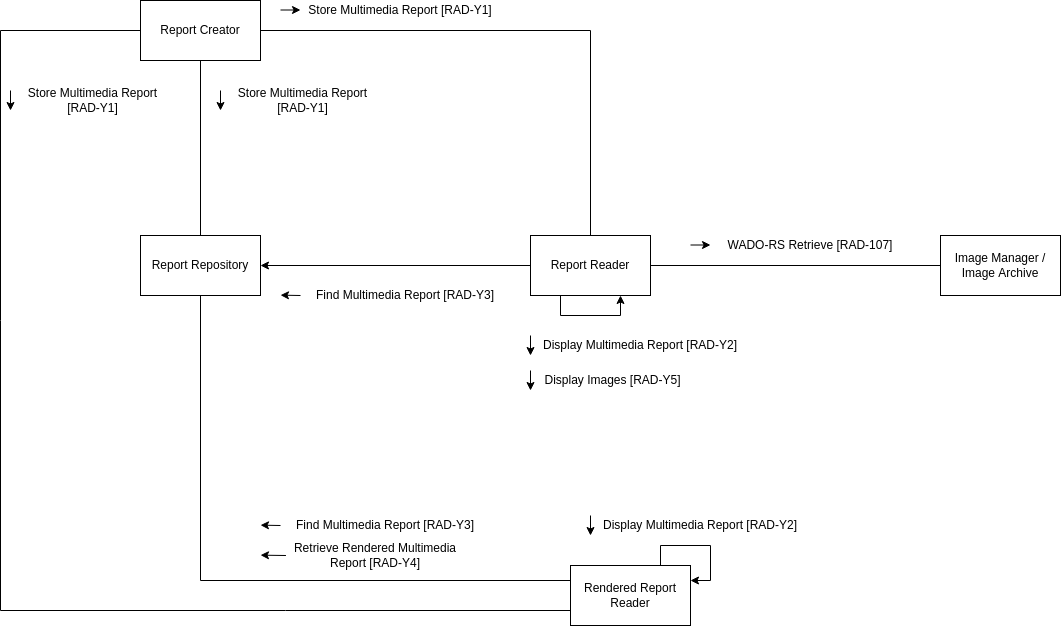 Store Multimedia Report [RAD-Y1]
Report Creator
Store Multimedia Report
[RAD-Y1]
Store Multimedia Report
[RAD-Y1]
Report Repository
Report Reader
WADO-RS Retrieve [RAD-107]
Image Manager /
Image Archive
Find Multimedia Report [RAD-Y3]
Display Multimedia Report [RAD-Y2]
Display Images [RAD-Y5]
Find Multimedia Report [RAD-Y3]
Display Multimedia Report [RAD-Y2]
Retrieve Rendered Multimedia
Report [RAD-Y4]
Rendered Report
Reader